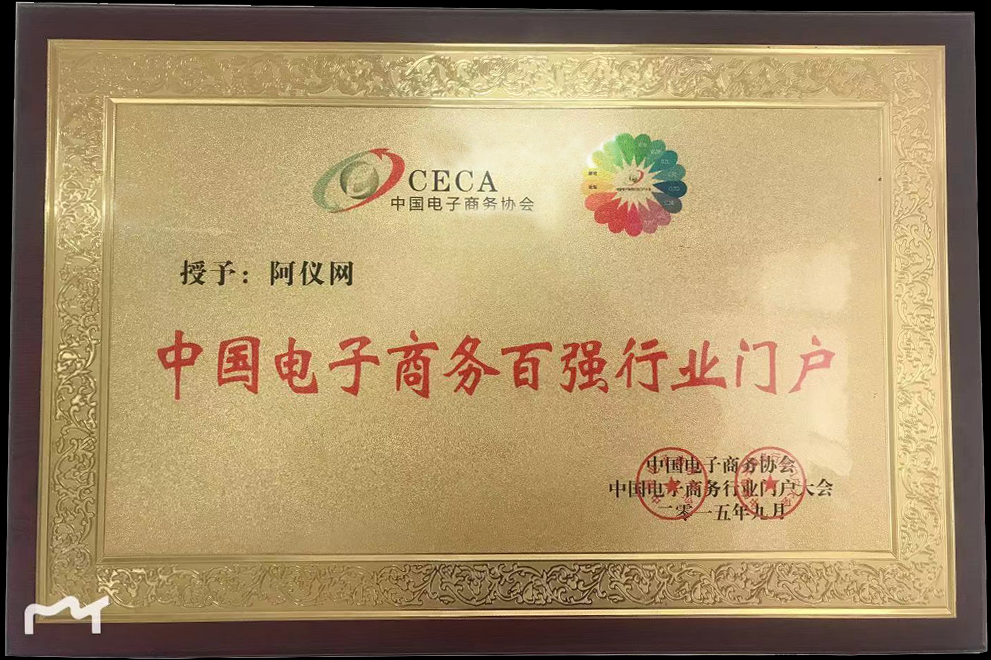 CECA
中国电子商务协会
授予：阿仪网
中国电子商务百强行业门户
中国电子商务协会
中国电子商务行业门户大会
二零一五年九月